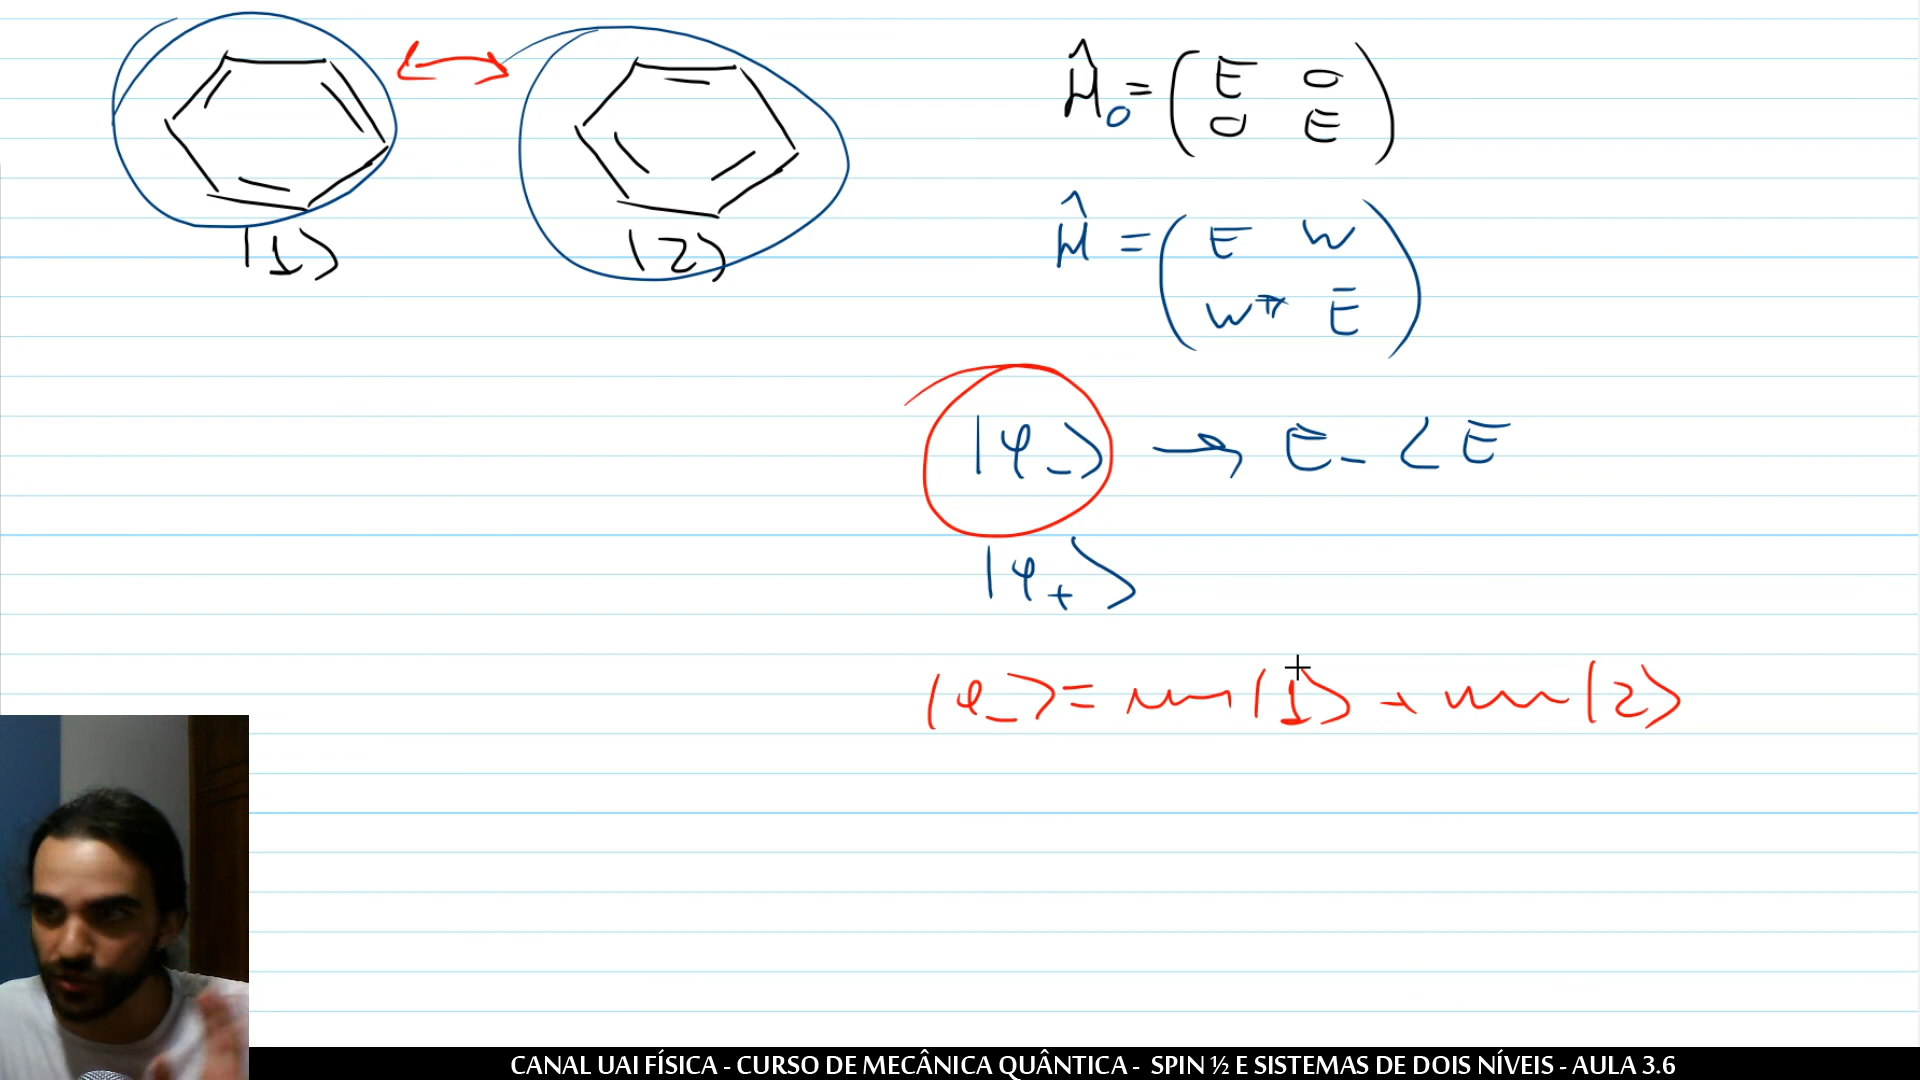 |1⟩ |2⟩
Ĥ₀ = (E 0
0 E)
Ĥ = (E W
W* E)
|φ₋⟩ → E₋ < E
|φ₊⟩
|φ₋⟩ = |1⟩ + |2⟩
CANAL UAI FÍSICA - CURSO DE MECÂNICA QUÂNTICA - SPIN ½ E SISTEMAS DE DOIS NÍVEIS - AULA 3.6